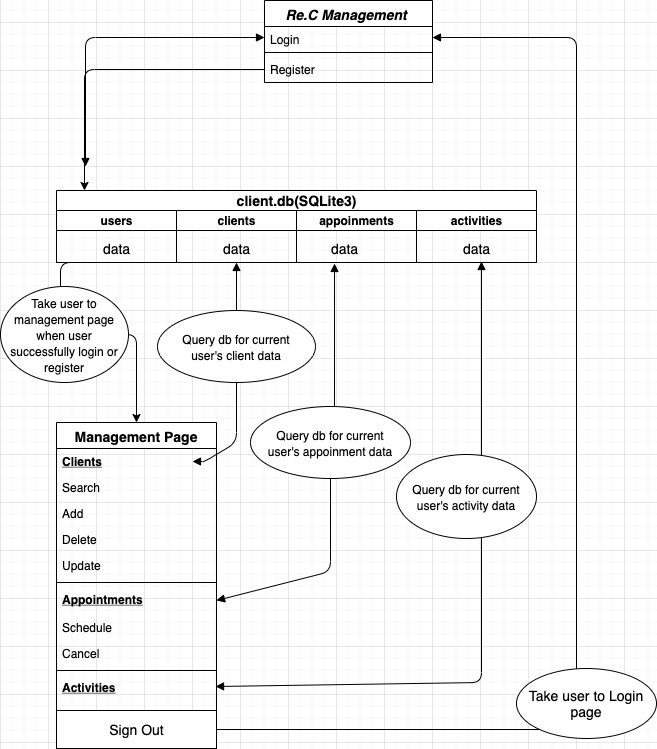 Re.C Management
Login
Register
client.db(SQLite3)
users clients appoinments activities
data data data data
Take user to
management page
when user
successfully login or
register
Query db for current
user's client data
Query db for current
user's appoinment data
Query db for current
user's activity data
Management Page
Clients
Search
Add
Delete
Update
Appointments
Schedule
Cancel
Activities
Sign Out
Take user to Login
page